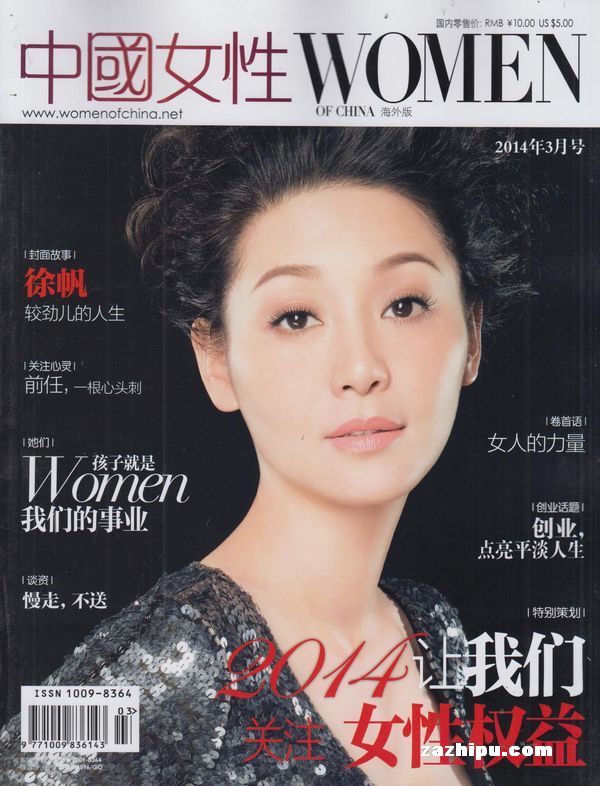 国内零售价: RMB ¥10.00 US $5.00
中國女性 WOMEN
OF CHINA 海外版
www.womenofchina.net
2014年3月号
封面故事
徐帆
较劲儿的人生
关注心灵
前任，一根心头刺
她们
孩子就是
Women
我们的事业
谈资
慢走，不送
卷首语
女人的力量
创业话题
创业，
点亮平淡人生
特别策划
2014 让我们
关注 女性权益
ISSN 1009-8364
03>
9 771009 836143
zazhipu.com